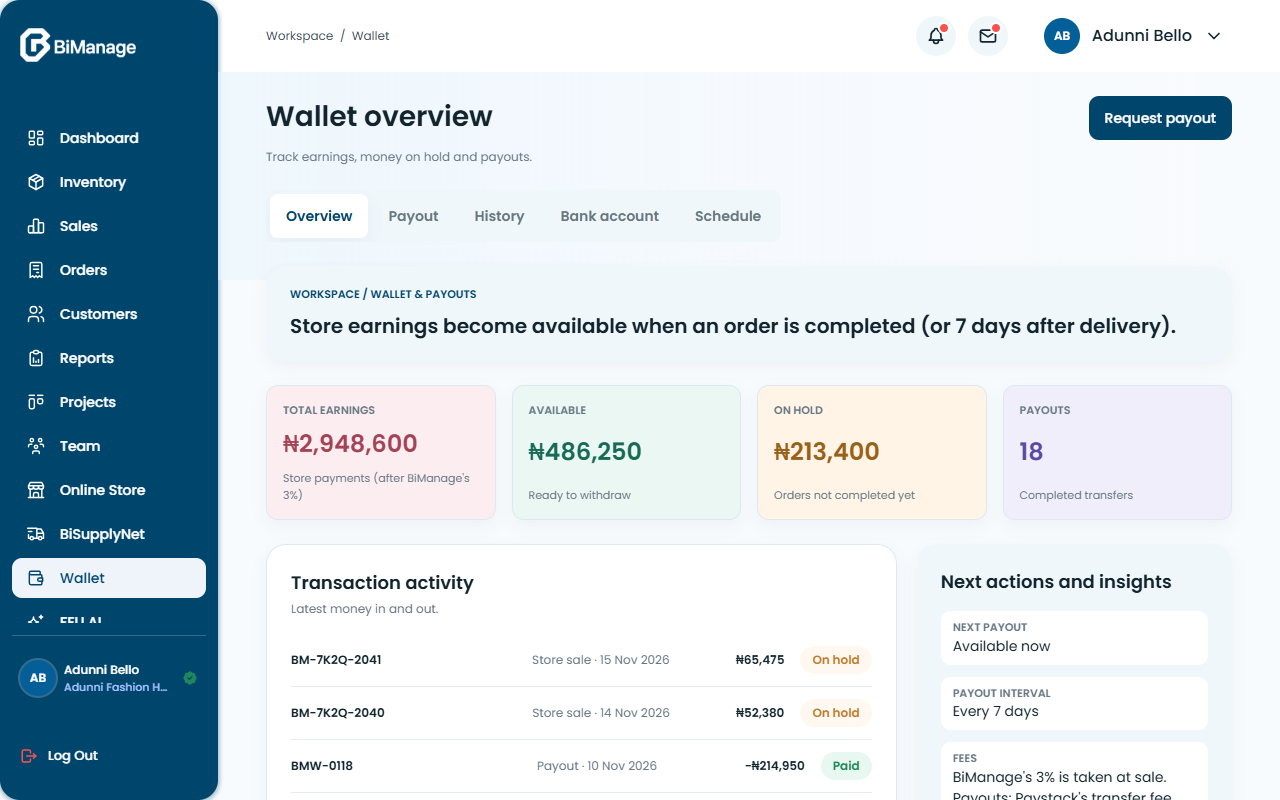 BiManage
Dashboard
Inventory
Sales
Orders
Customers
Reports
Projects
Team
Online Store
BiSupplyNet
Wallet
AB
Adunni Bello
Adunni Fashion H...
Log Out
Workspace / Wallet
AB
Adunni Bello
Wallet overview
Request payout
Track earnings, money on hold and payouts.
Overview
Payout
History
Bank account
Schedule
WORKSPACE / WALLET & PAYOUTS
Store earnings become available when an order is completed (or 7 days after delivery).
TOTAL EARNINGS
₦2,948,600
Store payments (after BiManage's
3%)
AVAILABLE
₦486,250
Ready to withdraw
ON HOLD
₦213,400
Orders not completed yet
PAYOUTS
18
Completed transfers
Transaction activity
Latest money in and out.
BM-7K2Q-2041 Store sale · 15 Nov 2026 ₦65,475 On hold
BM-7K2Q-2040 Store sale · 14 Nov 2026 ₦52,380 On hold
BMW-0118 Payout · 10 Nov 2026 -₦214,950 Paid
Next actions and insights
NEXT PAYOUT
Available now
PAYOUT INTERVAL
Every 7 days
FEES
BiManage's 3% is taken at sale.
Payouts: Paystack's transfer fee